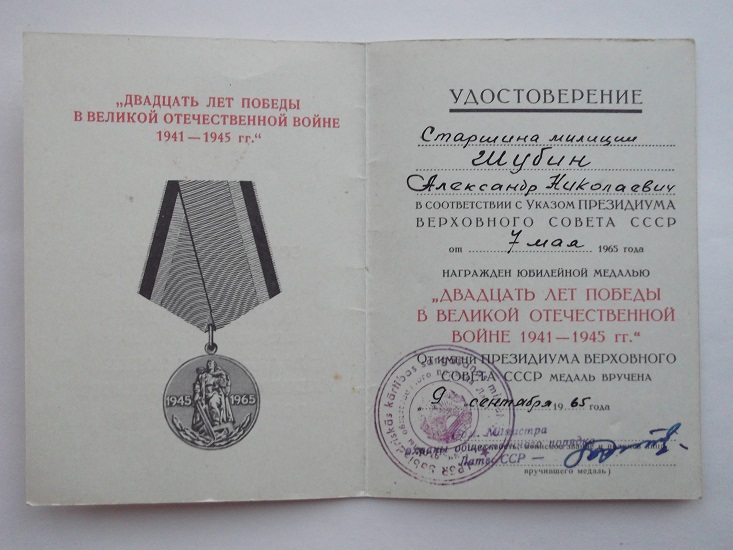 „ДВАДЦАТЬ ЛЕТ ПОБЕДЫ
В ВЕЛИКОЙ ОТЕЧЕСТВЕННОЙ ВОЙНЕ
1941—1945 гг.“
1945 1965
УДОСТОВЕРЕНИЕ
Старшина милиции
Шубин
Александр Николаевич
В СООТВЕТСТВИИ С УКАЗОМ ПРЕЗИДИУМА
ВЕРХОВНОГО СОВЕТА СССР
от 7 мая 1965 года
НАГРАЖДЕН ЮБИЛЕЙНОЙ МЕДАЛЬЮ
„ДВАДЦАТЬ ЛЕТ ПОБЕДЫ
В ВЕЛИКОЙ ОТЕЧЕСТВЕННОЙ
ВОЙНЕ 1941—1945 гг.“
ОТ ИМЕНИ ПРЕЗИДИУМА ВЕРХОВНОГО
СОВЕТА СССР МЕДАЛЬ ВРУЧЕНА
9 сентября 1965 года
Министра
охраны общественного порядка
Латв. ССР —
вручившего медаль)